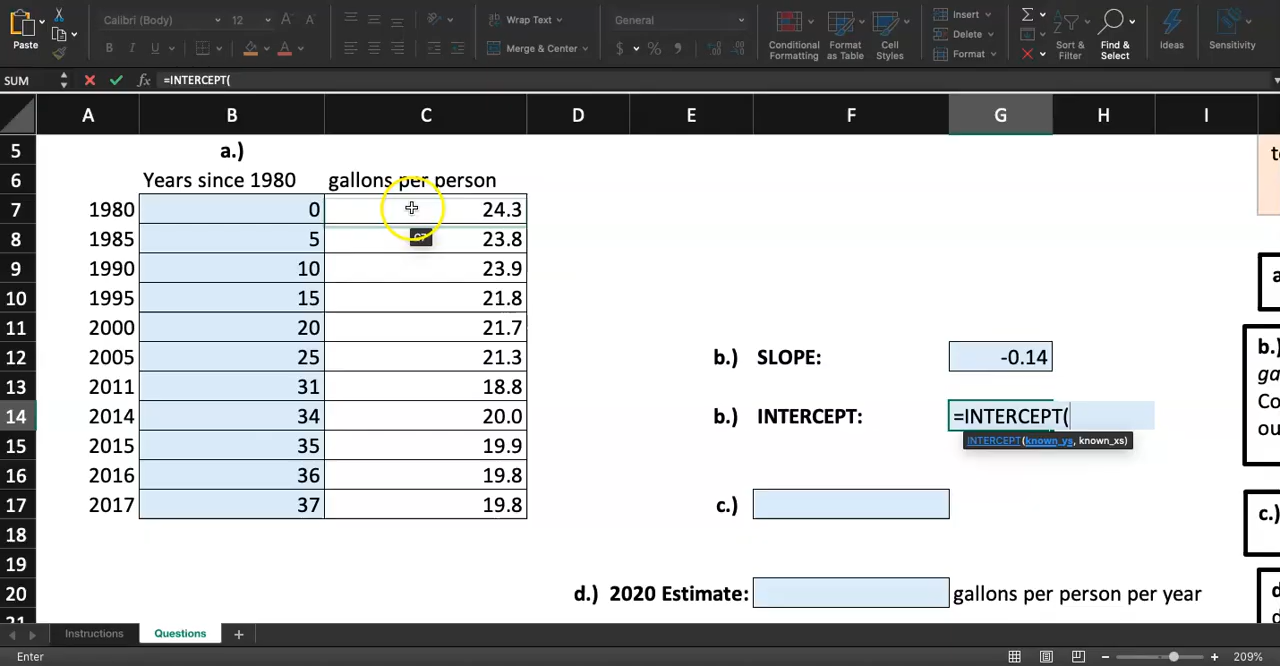 Paste
Calibri (Body) 12 A A Wrap Text General Insert Sort & Filter Find & Select Ideas Sensitivity
B I U A Merge & Center $ % Conditional Formatting Format as Table Cell Styles Delete
Format
SUM fx =INTERCEPT(
A B C D E F G H I
5 a.)
6 Years since 1980 gallons per person
7 1980 0 24.3
C7
8 1985 5 23.8
9 1990 10 23.9
10 1995 15 21.8
11 2000 20 21.7
12 2005 25 21.3 b.) SLOPE: -0.14
13 2011 31 18.8
14 2014 34 20.0 b.) INTERCEPT: =INTERCEPT(
INTERCEPT(known_ys, known_xs)
15 2015 35 19.9
16 2016 36 19.8
17 2017 37 19.8 c.)
18
19
20 d.) 2020 Estimate: gallons per person per year
b.)
c.)
Instructions Questions +
Enter 209%